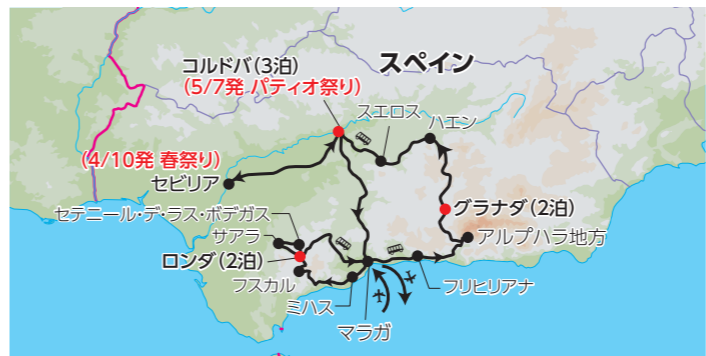 スペイン
コルドバ(3泊)
(5/7発 パティオ祭り)
スエロス
ハエン
(4/10発 春祭り)
セビリア
セテニール・デ・ラス・ボデガス
サアラ
ロンダ(2泊)
フスカル
ミハス
マラガ
フリヒリアナ
アルプハラ地方
グラナダ(2泊)